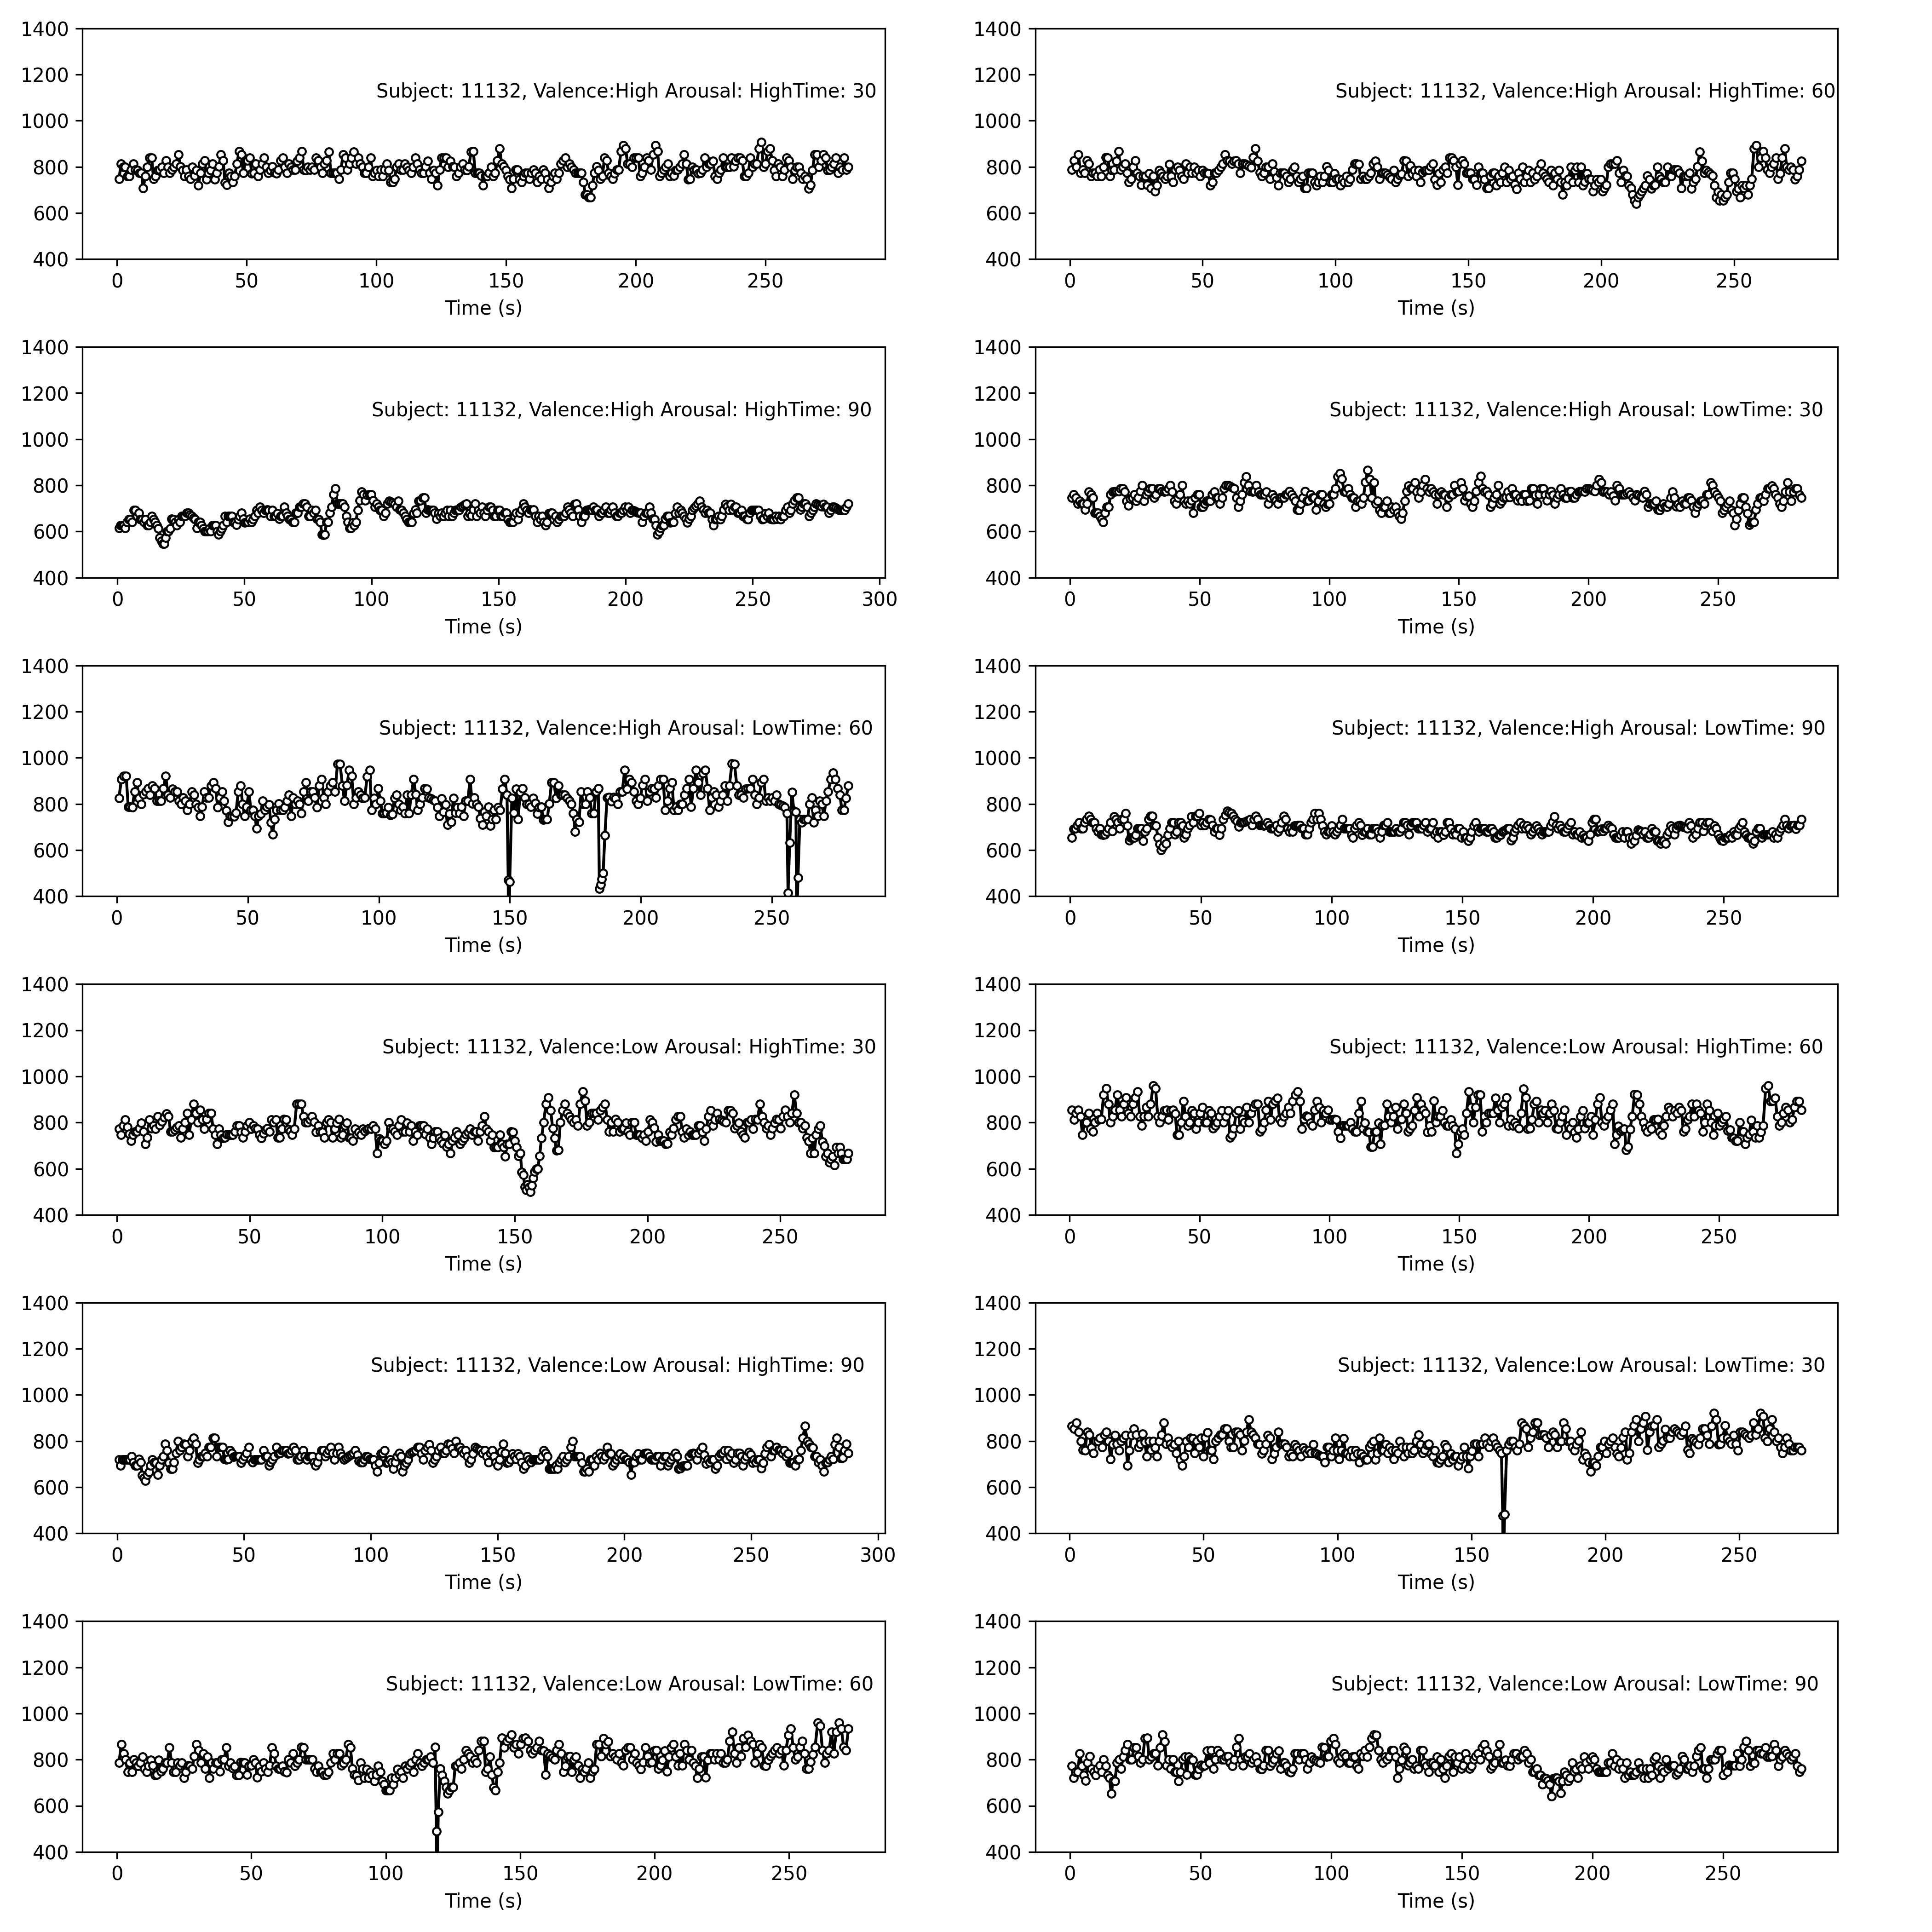 1400 1400
1200 1200
Subject: 11132, Valence:High Arousal: HighTime: 30 Subject: 11132, Valence:High Arousal: HighTime: 60
1000 1000
800 800
600 600
400 400
0 50 100 150 200 250 0 50 100 150 200 250
Time (s) Time (s)
1400 1400
1200 1200
Subject: 11132, Valence:High Arousal: HighTime: 90 Subject: 11132, Valence:High Arousal: LowTime: 30
1000 1000
800 800
600 600
400 400
0 50 100 150 200 250 300 0 50 100 150 200 250
Time (s) Time (s)
1400 1400
1200 1200
Subject: 11132, Valence:High Arousal: LowTime: 60 Subject: 11132, Valence:High Arousal: LowTime: 90
1000 1000
800 800
600 600
400 400
0 50 100 150 200 250 0 50 100 150 200 250
Time (s) Time (s)
1400 1400
1200 1200
Subject: 11132, Valence:Low Arousal: HighTime: 30 Subject: 11132, Valence:Low Arousal: HighTime: 60
1000 1000
800 800
600 600
400 400
0 50 100 150 200 250 0 50 100 150 200 250
Time (s) Time (s)
1400 1400
1200 1200
Subject: 11132, Valence:Low Arousal: HighTime: 90 Subject: 11132, Valence:Low Arousal: LowTime: 30
1000 1000
800 800
600 600
400 400
0 50 100 150 200 250 300 0 50 100 150 200 250
Time (s) Time (s)
1400 1400
1200 1200
Subject: 11132, Valence:Low Arousal: LowTime: 60 Subject: 11132, Valence:Low Arousal: LowTime: 90
1000 1000
800 800
600 600
400 400
0 50 100 150 200 250 0 50 100 150 200 250
Time (s) Time (s)